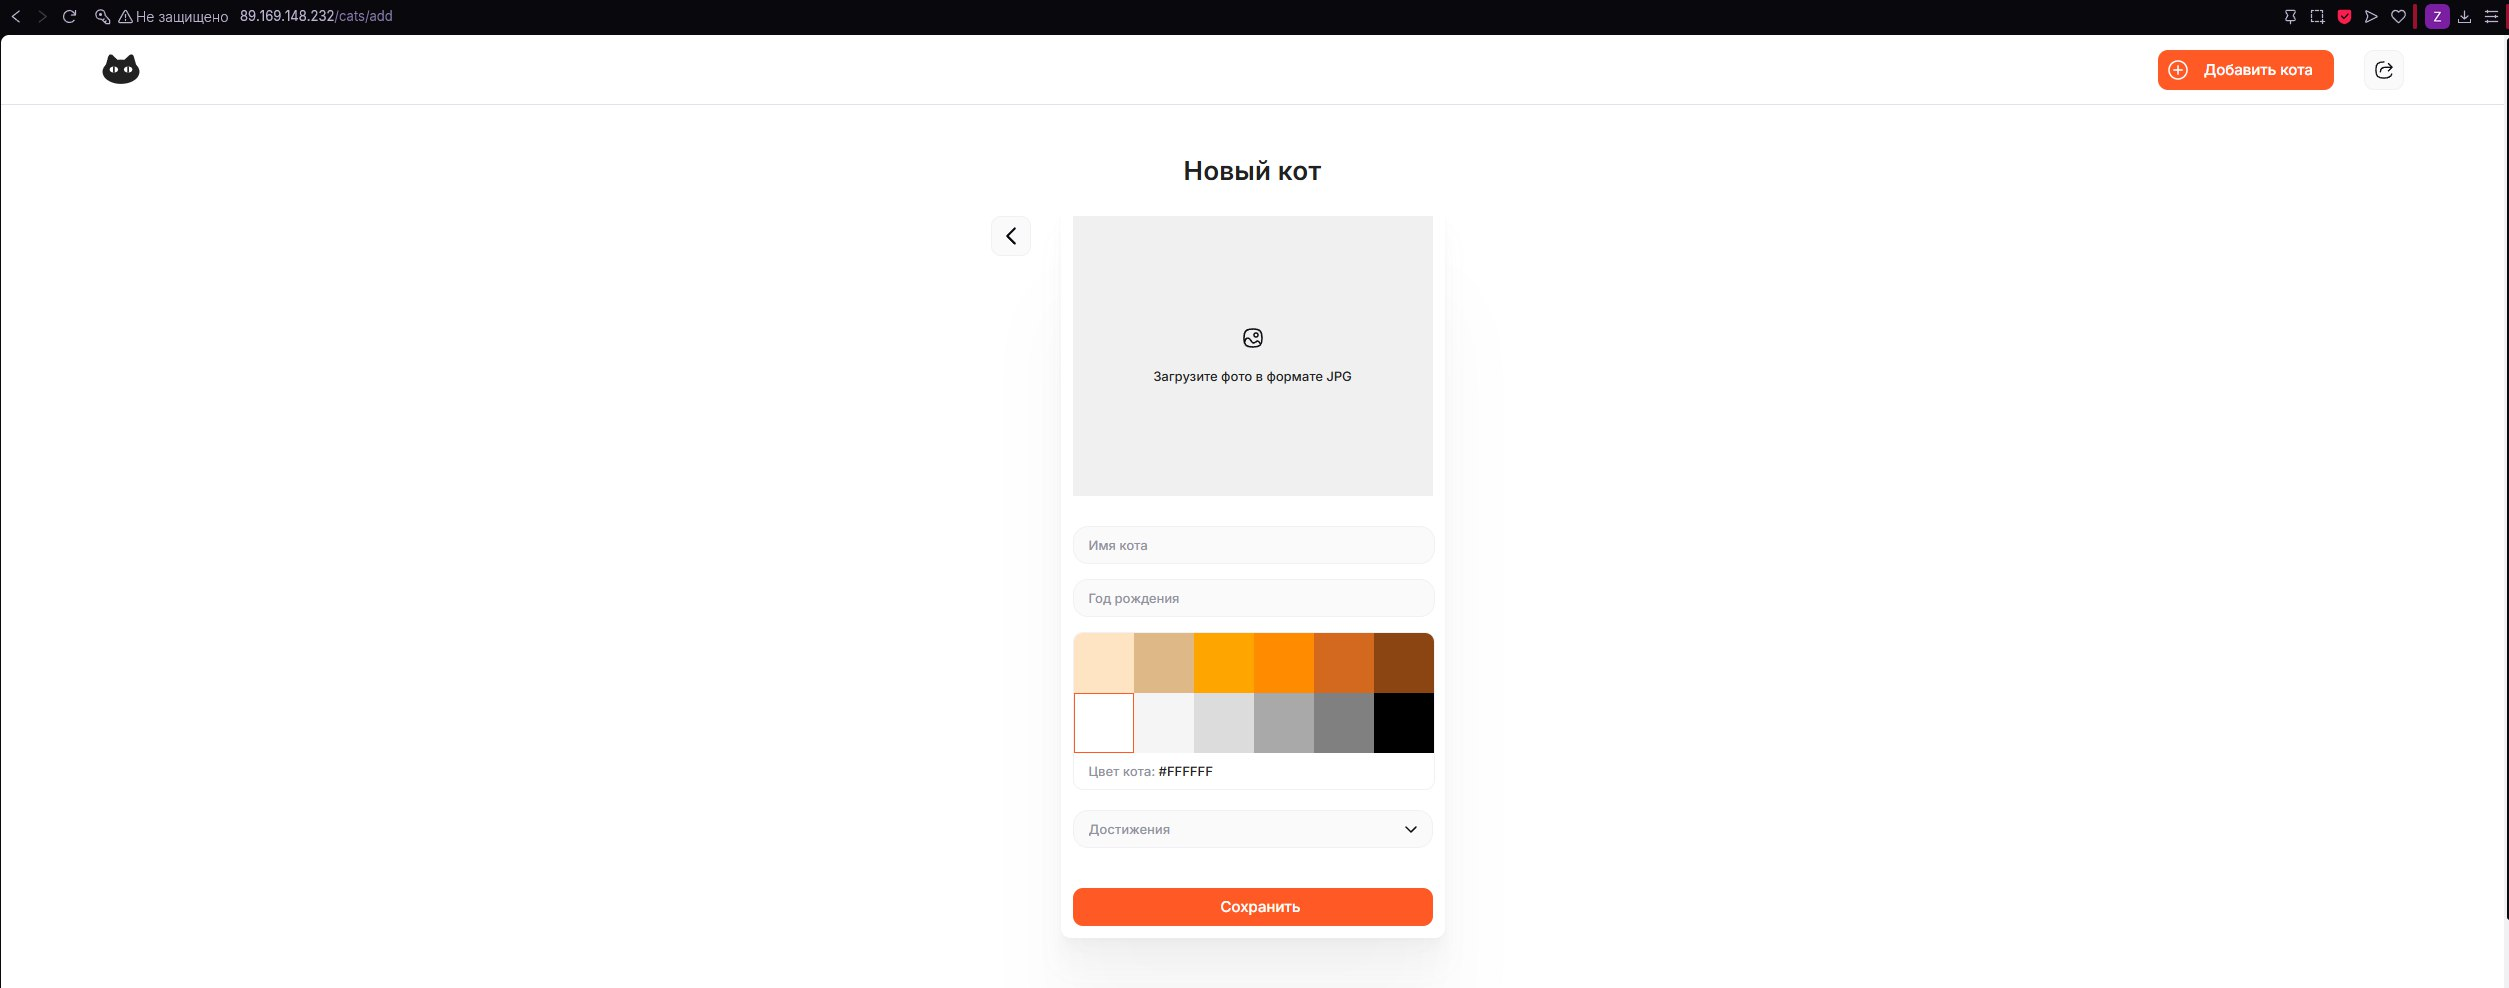 Не защищено 89.169.148.232/cats/add
Z
Добавить кота
Новый кот
Загрузите фото в формате JPG
Имя кота
Год рождения
Цвет кота: #FFFFFF
Достижения
Сохранить